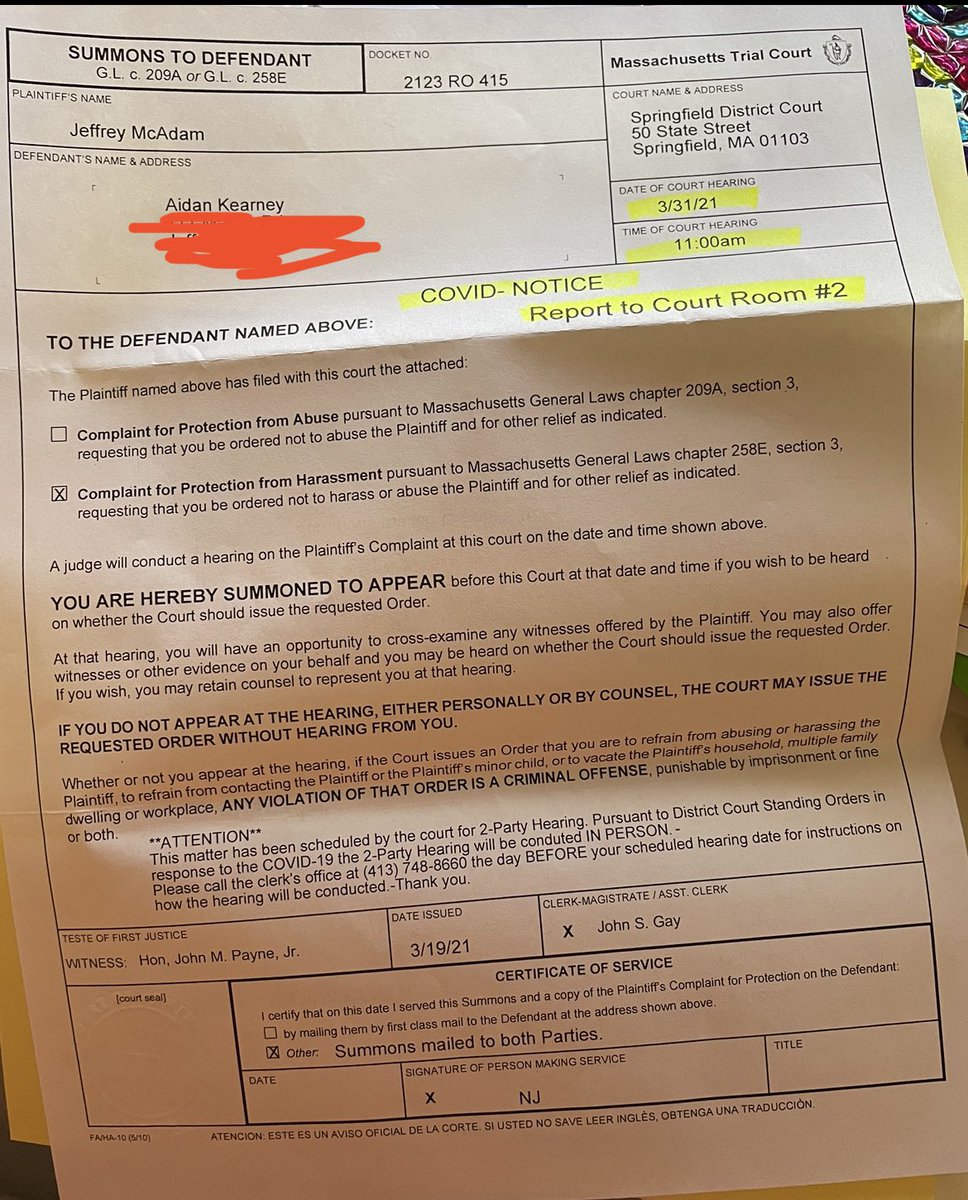 SUMMONS TO DEFENDANT
G.L. c. 209A or G.L. c. 258E
DOCKET NO.
2123 RO 415
Massachusetts Trial Court
PLAINTIFF'S NAME
Jeffrey McAdam
COURT NAME & ADDRESS
Springfield District Court
50 State Street
Springfield, MA 01103
DEFENDANT'S NAME & ADDRESS
Aidan Kearney
DATE OF COURT HEARING
3/31/21
TIME OF COURT HEARING
11:00am
COVID- NOTICE
Report to Court Room #2
TO THE DEFENDANT NAMED ABOVE:
The Plaintiff named above has filed with this court the attached:
Complaint for Protection from Abuse pursuant to Massachusetts General Laws chapter 209A, section 3,
requesting that you be ordered not to abuse the Plaintiff and for other relief as indicated.
X Complaint for Protection from Harassment pursuant to Massachusetts General Laws chapter 258E, section 3,
requesting that you be ordered not to harass or abuse the Plaintiff and for other relief as indicated.
A judge will conduct a hearing on the Plaintiff's Complaint at this court on the date and time shown above.
YOU ARE HEREBY SUMMONED TO APPEAR before this Court at that date and time if you wish to be heard
on whether the Court should issue the requested Order.
At that hearing, you will have an opportunity to cross-examine any witnesses offered by the Plaintiff. You may also offer
witnesses or other evidence on your behalf and you may be heard on whether the Court should issue the requested Order.
If you wish, you may retain counsel to represent you at that hearing.
IF YOU DO NOT APPEAR AT THE HEARING, EITHER PERSONALLY OR BY COUNSEL, THE COURT MAY ISSUE THE
REQUESTED ORDER WITHOUT HEARING FROM YOU.
Whether or not you appear at the hearing, if the Court issues an Order that you are to refrain from abusing or harassing the
Plaintiff, to refrain from contacting the Plaintiff or the Plaintiff's minor child, or to vacate the Plaintiff's household, multiple family
dwelling or workplace, ANY VIOLATION OF THAT ORDER IS A CRIMINAL OFFENSE, punishable by imprisonment or fine
or both.
**ATTENTION**
This matter has been scheduled by the court for 2-Party Hearing. Pursuant to District Court Standing Orders in
response to the COVID-19 the 2-Party Hearing will be conduted IN PERSON. -
Please call the clerk's office at (413) 748-8660 the day BEFORE your scheduled hearing date for instructions on
how the hearing will be conducted.-Thank you.
TESTE OF FIRST JUSTICE
WITNESS: Hon, John M. Payne, Jr.
DATE ISSUED
3/19/21
CLERK-MAGISTRATE / ASST. CLERK
X John S. Gay
[court seal]
CERTIFICATE OF SERVICE
I certify that on this date I served this Summons and a copy of the Plaintiff's Complaint for Protection on the Defendant:
by mailing them by first class mail to the Defendant at the address shown above.
X Other: Summons mailed to both Parties.
DATE
SIGNATURE OF PERSON MAKING SERVICE
X NJ
TITLE
FA/HA-10 (5/10)
ATENCION: ESTE ES UN AVISO OFICIAL DE LA CORTE. SI USTED NO SAVE LEER INGLÈS, OBTENGA UNA TRADUCCIÒN.